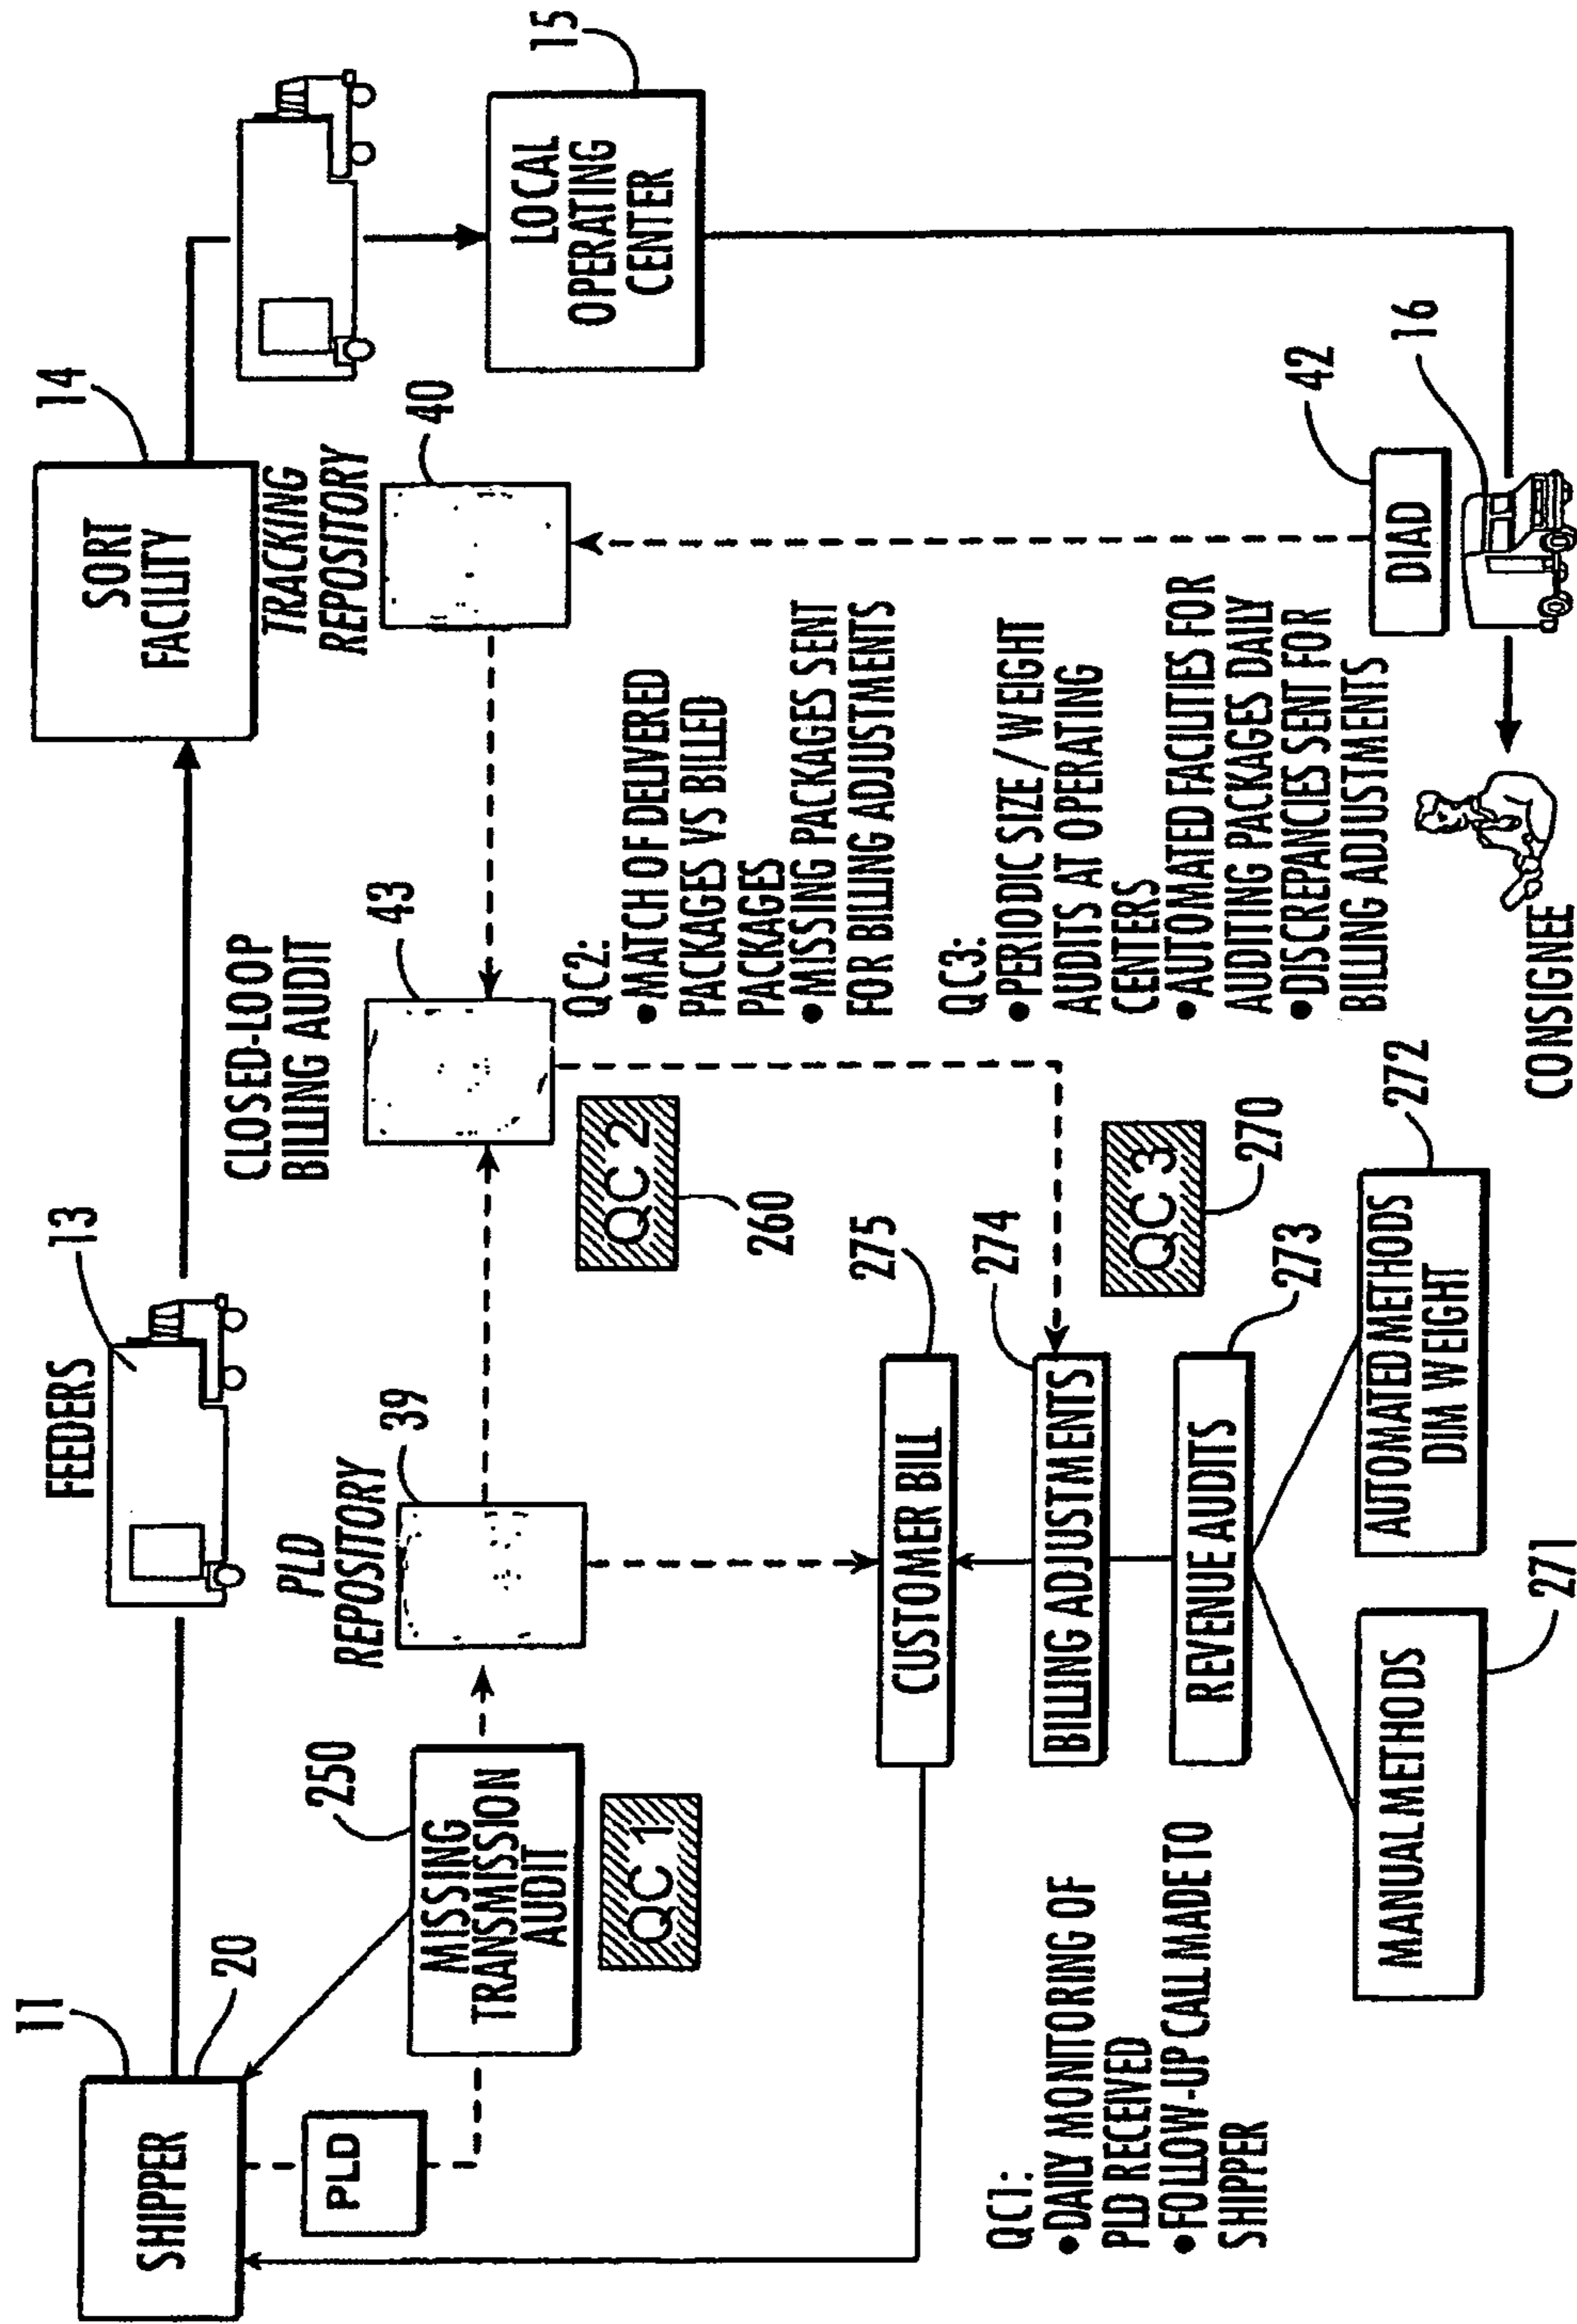 11
SHIPPER
20
PLD
FEEDERS
13
SORT
FACILITY
14
MISSING
TRANSMISSION
AUDIT
250
QC 1
PLD
REPOSITORY
39
CLOSED-LOOP
BILLING AUDIT
43
TRACKING
REPOSITORY
40
LOCAL
OPERATING
CENTER
15
QC 2
260
QC2:
•MATCH OF DELIVERED
PACKAGES VS BILLED
PACKAGES
•MISSING PACKAGES SENT
FOR BILLING ADJUSTMENTS
CUSTOMER BILL
275
BILLING ADJUSTMENTS
274
QC 3
270
REVENUE AUDITS
273
QC3:
•PERIODIC SIZE / WEIGHT
AUDITS AT OPERATING
CENTERS
•AUTOMATED FACILITIES FOR
AUDITING PACKAGES DAILY
•DISCREPANCIES SENT FOR
BILLING ADJUSTMENTS
DIAD
42
16
QC1:
•DAILY MONITORING OF
PLD RECEIVED
•FOLLOW-UP CALL MADE TO
SHIPPER
MANUAL METHODS
271
AUTOMATED METHODS
DIM WEIGHT
272
CONSIGNEE